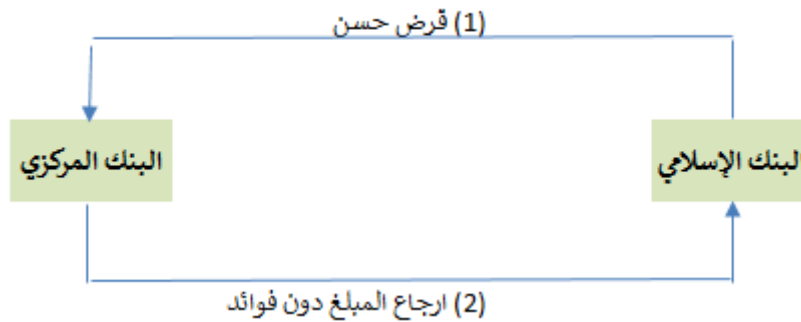 (1) قرض حسن
البنك الإسلامي
البنك المركزي
(2) ارجاع المبلغ دون فوائد